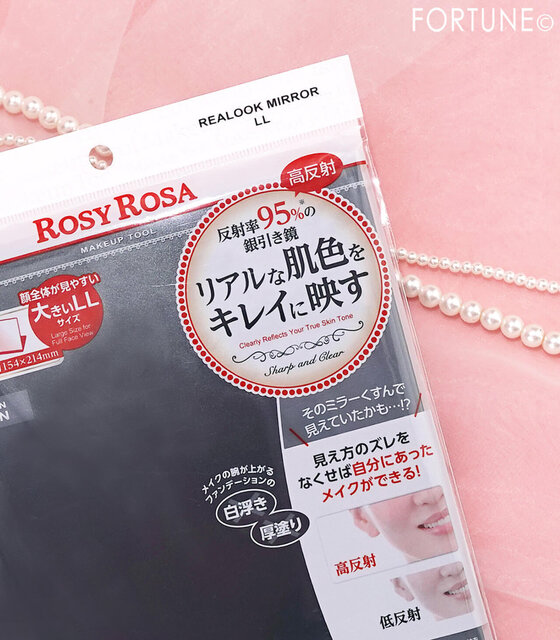 FORTUNE©
REALOOK MIRROR
LL
ROSY ROSA
MAKEUP TOOL
高反射
反射率95%の
銀引き鏡
リアルな肌色を
キレイに映す
Clearly Reflects Your True Skin Tone
Sharp and Clear
顔全体が見やすい
大きいLL
サイズ
Large Size for
Full Face View
154×214mm
そのミラーくすんで
見えていたかも…!?
見え方のズレを
なくせば自分にあった
メイクができる!
メイクの腕が上がる
ファンデーションの
白浮き
厚塗り
高反射
低反射